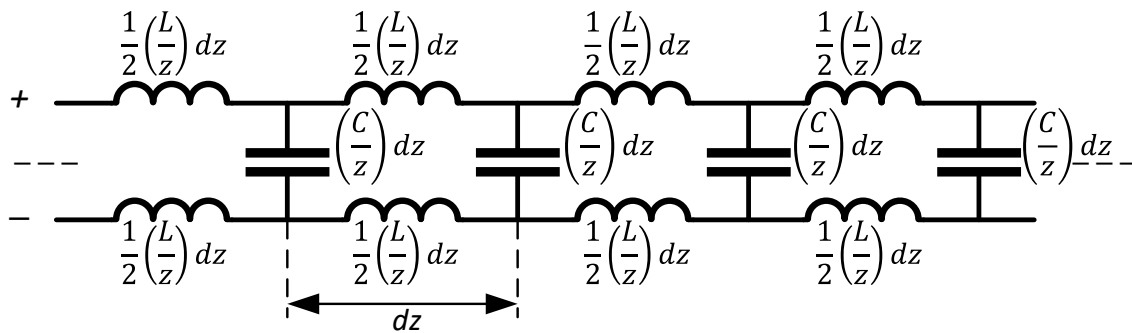 ½(L/z) dz ½(L/z) dz ½(L/z) dz ½(L/z) dz
+
(C/z) dz (C/z) dz (C/z) dz (C/z) dz
−
½(L/z) dz ½(L/z) dz ½(L/z) dz ½(L/z) dz
dz